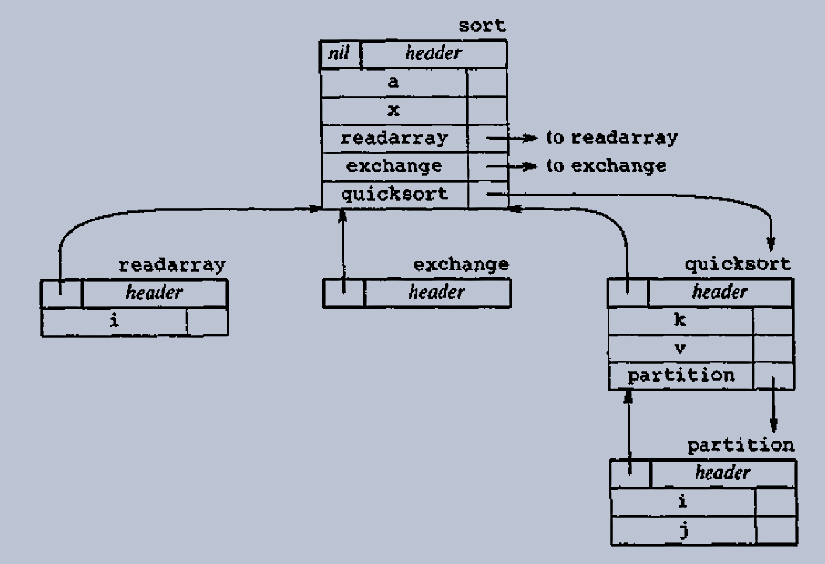 sort
nil header
a
x
readarray to readarray
exchange to exchange
quicksort
readarray exchange quicksort
header header header
i k
v
partition
partition
header
i
j